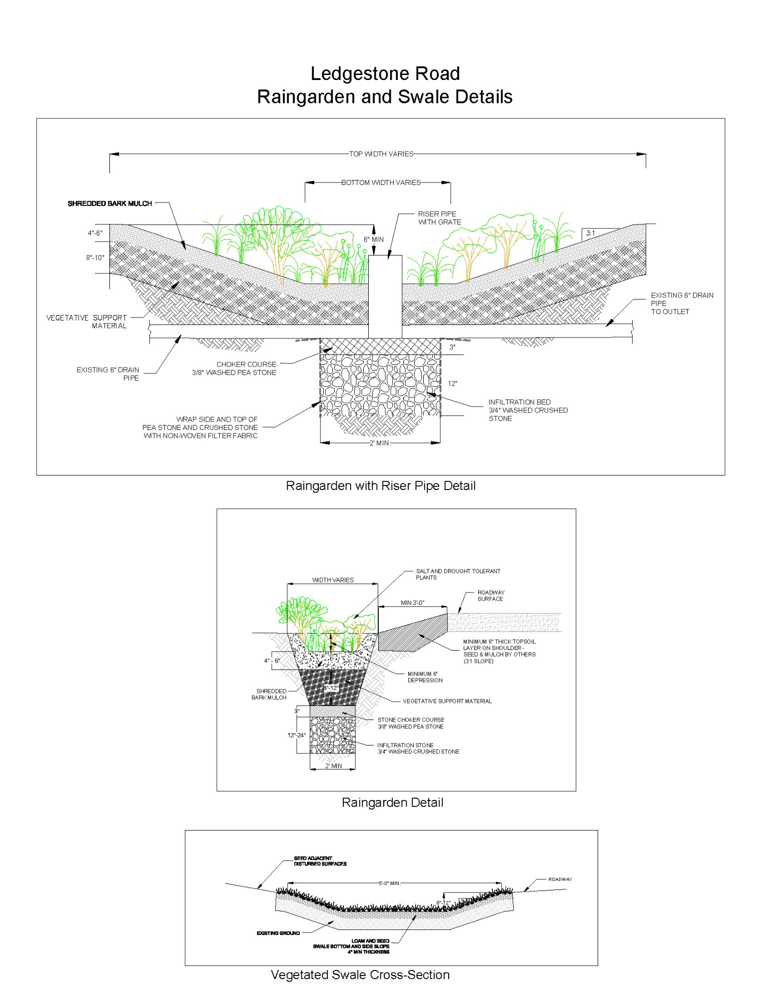 Ledgestone Road
Raingarden and Swale Details
TOP WIDTH VARIES
BOTTOM WIDTH VARIES
SHREDDED BARK MULCH
RISER PIPE
WITH GRATE
4"-6"
6" MIN
3:1
8"-10"
EXISTING 6" DRAIN
PIPE
TO OUTLET
VEGETATIVE SUPPORT
MATERIAL
3"
CHOKER COURSE
3/8" WASHED PEA STONE
EXISTING 6" DRAIN
PIPE
12"
INFILTRATION BED
3/4" WASHED CRUSHED
STONE
WRAP SIDE AND TOP OF
PEA STONE AND CRUSHED STONE
WITH NON-WOVEN FILTER FABRIC
2' MIN.
Raingarden with Riser Pipe Detail
SALT AND DROUGHT TOLERANT
PLANTS
WIDTH VARIES
ROADWAY
SURFACE
MIN 3'-0"
MINIMUM 6" THICK TOPSOIL
LAYER ON SHOULDER -
SEED & MULCH BY OTHERS
(3:1 SLOPE)
4" - 6"
MINIMUM 6"
DEPRESSION
SHREDDED
BARK MULCH
VEGETATIVE SUPPORT MATERIAL
3"
STONE CHOKER COURSE
3/8" WASHED PEA STONE
12"-24"
INFILTRATION STONE
3/4" WASHED CRUSHED STONE
2' MIN
Raingarden Detail
SEED ADJACENT
DISTURBED SURFACES
5'-0" MIN.
ROADWAY
6"-12"
EXISTING GROUND
LOAM AND SEED
SWALE BOTTOM AND SIDE SLOPE
4" MIN THICKNESS
Vegetated Swale Cross-Section